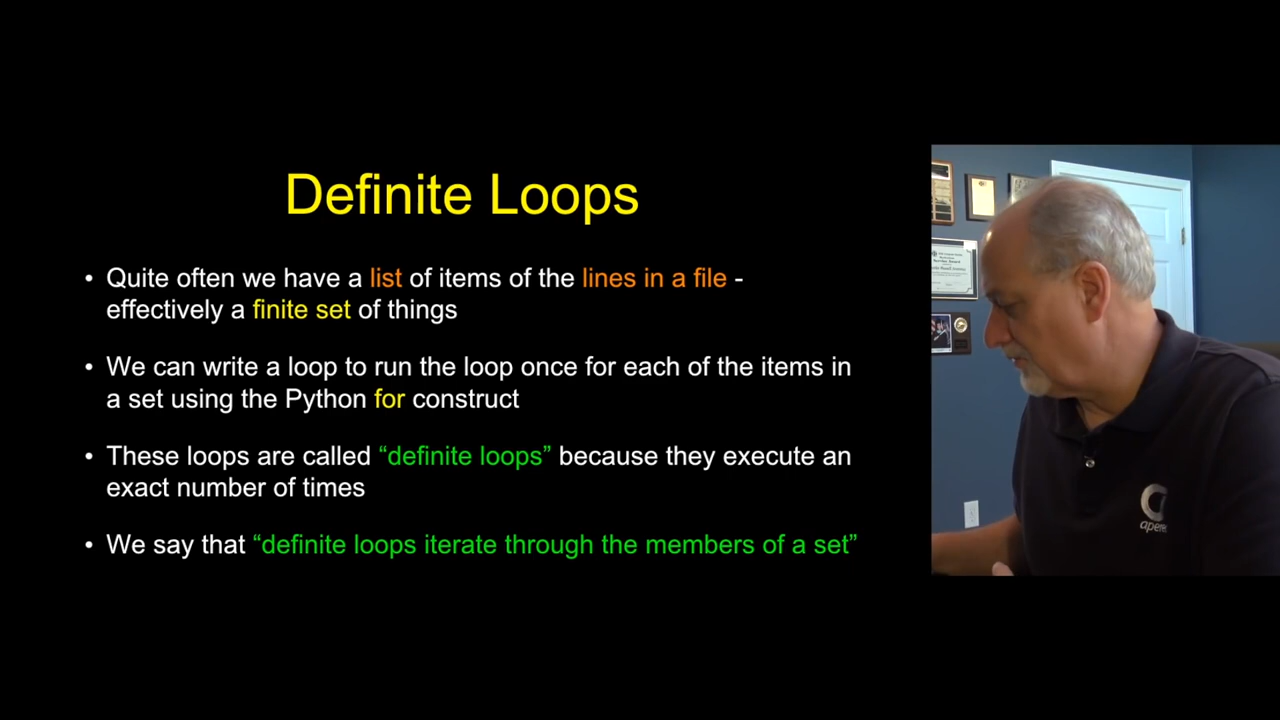 Definite Loops
• Quite often we have a list of items of the lines in a file -
effectively a finite set of things
• We can write a loop to run the loop once for each of the items in
a set using the Python for construct
• These loops are called “definite loops” because they execute an
exact number of times
• We say that “definite loops iterate through the members of a set”